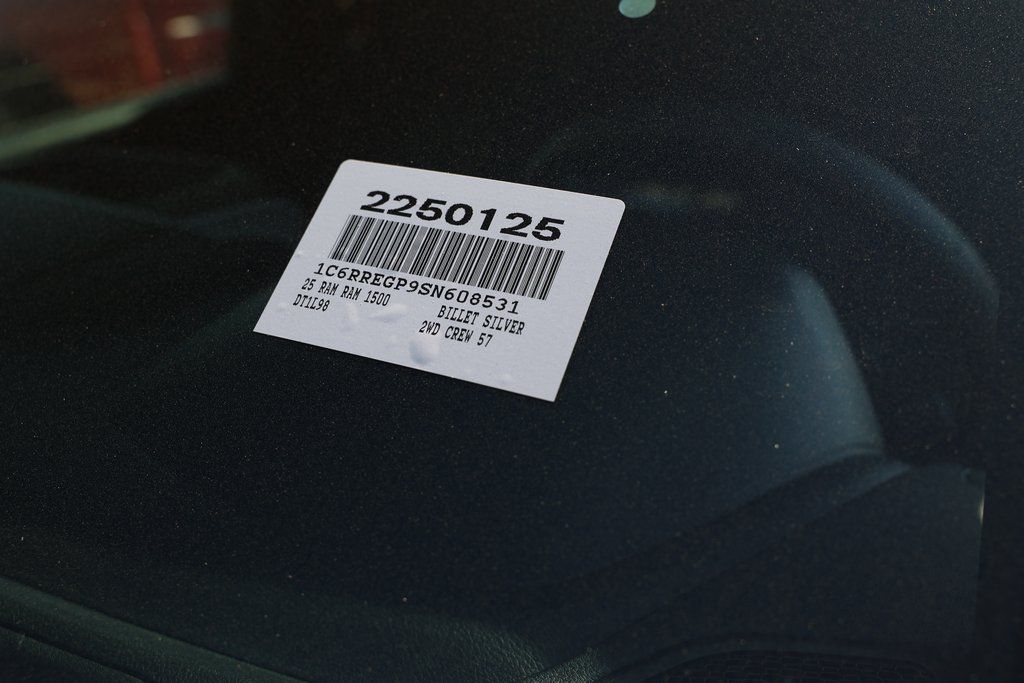 2250125
1C6RREGP9SN608531
25 RAM RAM 1500 BILLET SILVER
DT1L98 2WD CREW 57